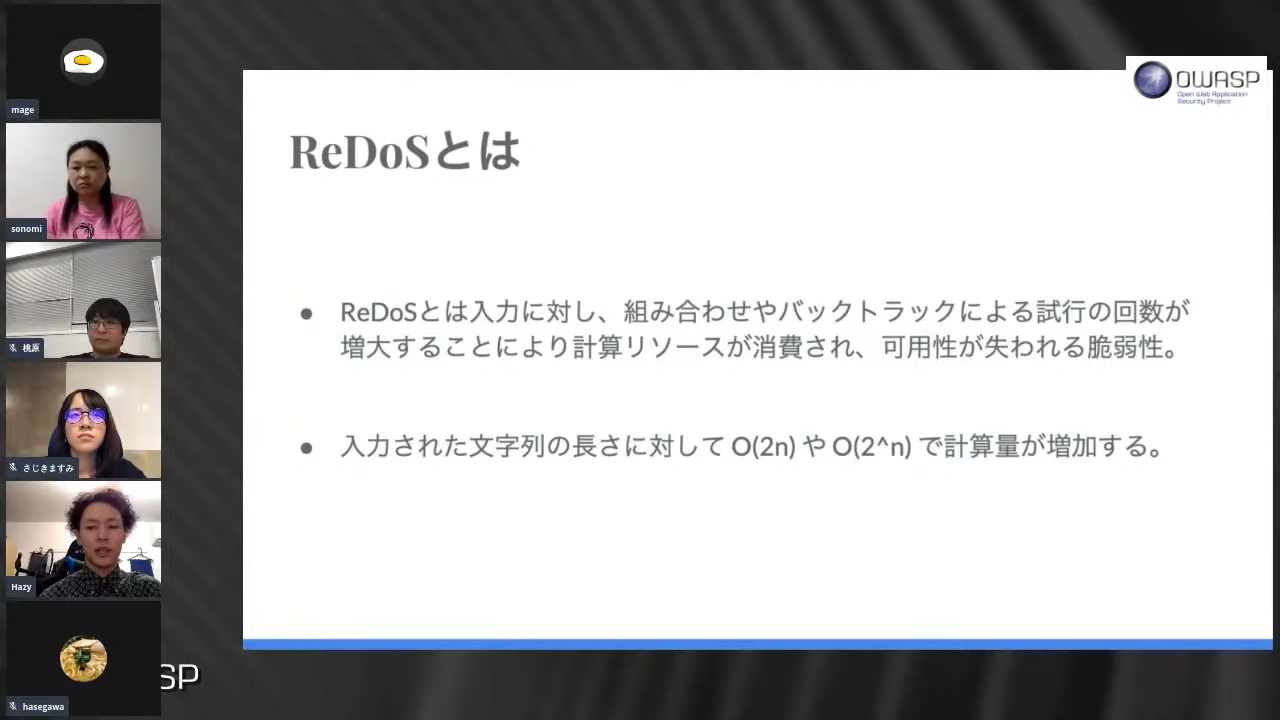 mage
sonomi
桃原
さじきますみ
Hazy
hasegawa
SP
OWASP
Open Web Application
Security Project
ReDoSとは
● ReDoSとは入力に対し、組み合わせやバックトラックによる試行の回数が
増大することにより計算リソースが消費され、可用性が失われる脆弱性。
● 入力された文字列の長さに対して O(2n) や O(2^n) で計算量が増加する。